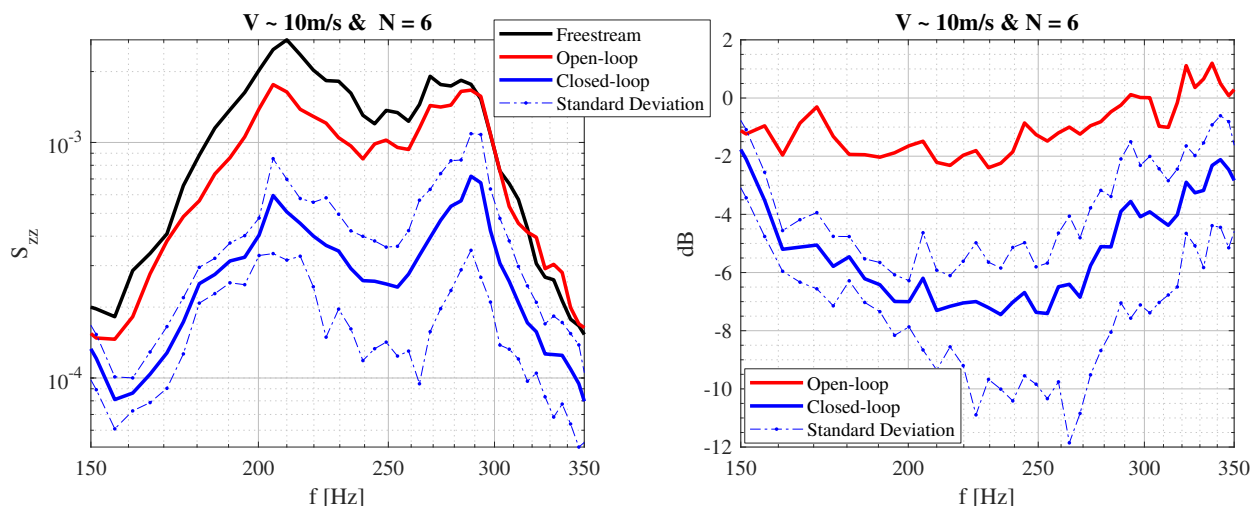 V ~ 10m/s & N = 6
Freestream
Open-loop
Closed-loop
Standard Deviation
S_zz
10^-3
10^-4
150
200
250
300
350
f [Hz]
V ~ 10m/s & N = 6
dB
2
0
-2
-4
-6
-8
-10
-12
Open-loop
Closed-loop
Standard Deviation
150
200
250
300
350
f [Hz]